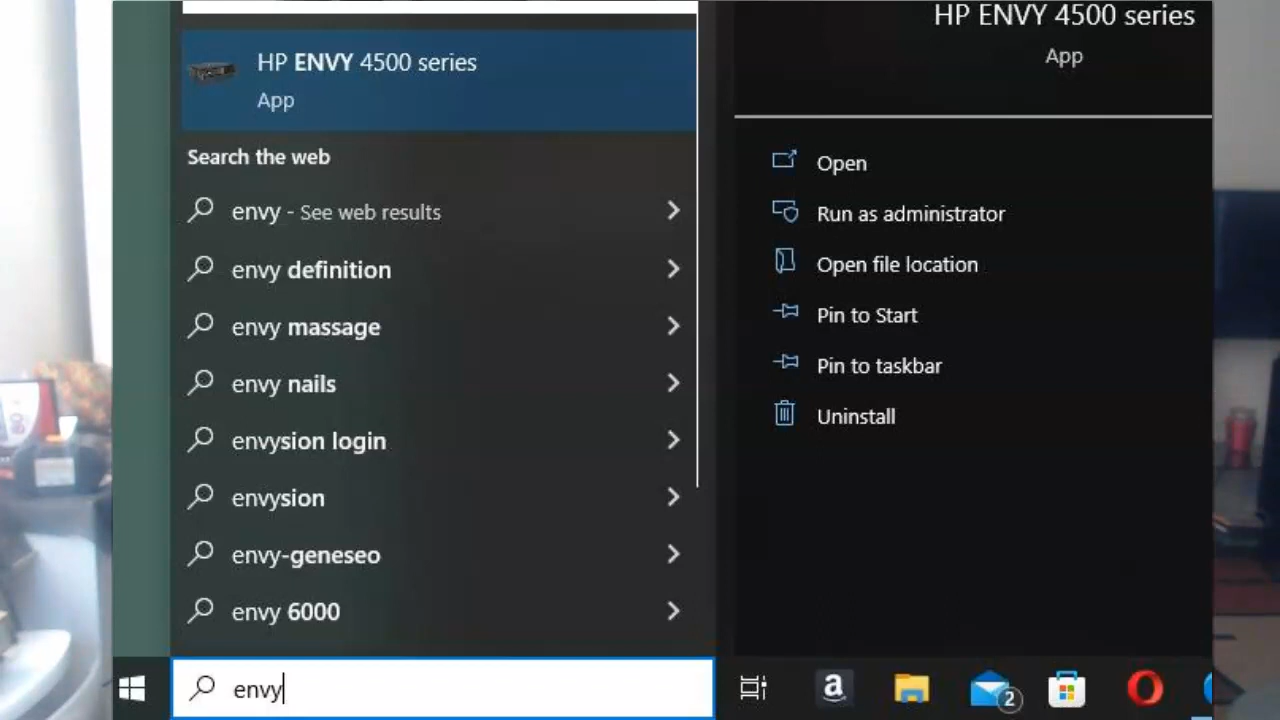 HP ENVY 4500 series
App
Search the web
envy - See web results
envy definition
envy massage
envy nails
envysion login
envysion
envy-geneseo
envy 6000
envy
HP ENVY 4500 series
App
Open
Run as administrator
Open file location
Pin to Start
Pin to taskbar
Uninstall
a
2